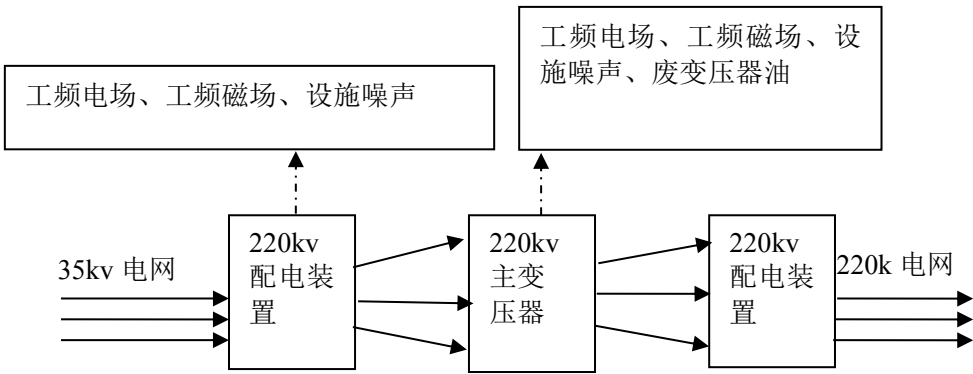 工频电场、工频磁场、设
施噪声、废变压器油
工频电场、工频磁场、设施噪声
35kv 电网
220kv
配电装
置
220kv
主变
压器
220kv
配电装
置
220k 电网